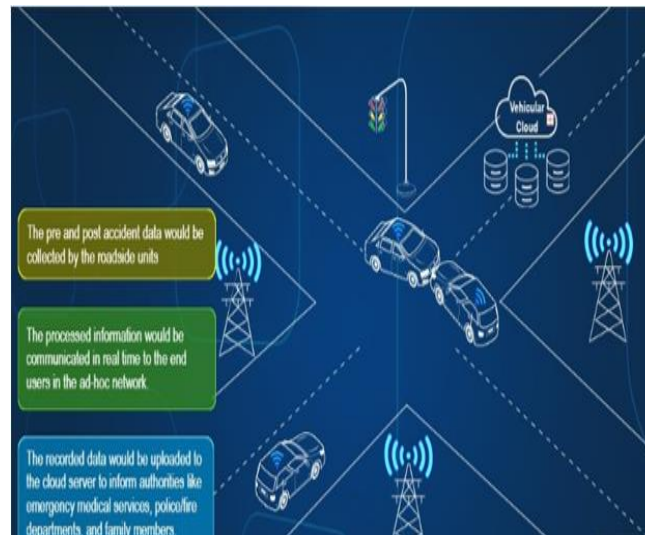 Vehicular
Cloud
The pre and post accident data would be
collected by the roadside units
The processed information would be
communicated in real time to the end
users in the ad-hoc network.
The recorded data would be uploaded to
the cloud server to inform authorities like
emergency medical services, police/fire
departments, and family members.